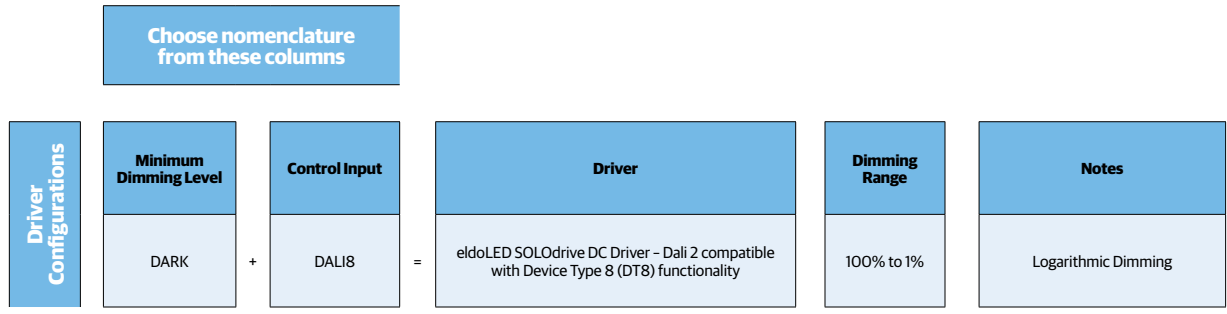 Choose nomenclature
from these columns
Driver
Configurations
Minimum
Dimming Level
Control Input
Driver
Dimming
Range
Notes
DARK
+
DALI8
=
eldoLED SOLOdrive DC Driver – Dali 2 compatible
with Device Type 8 (DT8) functionality
100% to 1%
Logarithmic Dimming